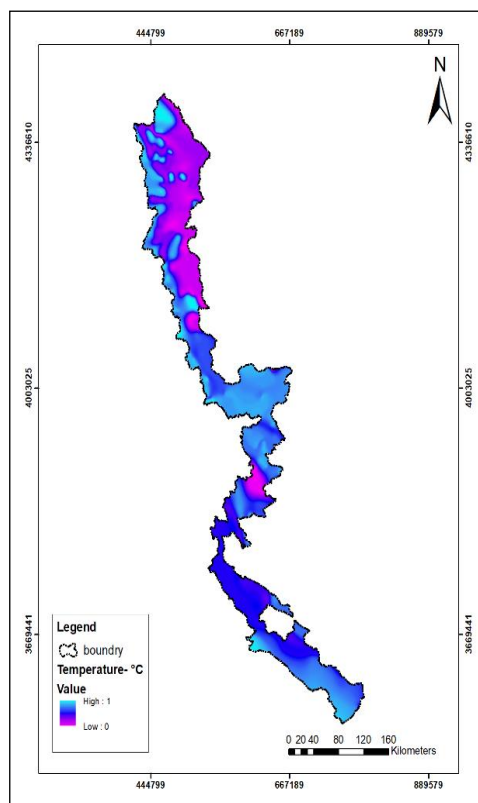 444799 667189 889579
N
4336610 4336610
4003025 4003025
3669441 3669441
Legend
boundry
Temperature- °C
Value
High : 1
Low : 0
0 20 40 80 120 160
Kilometers
444799 667189 889579